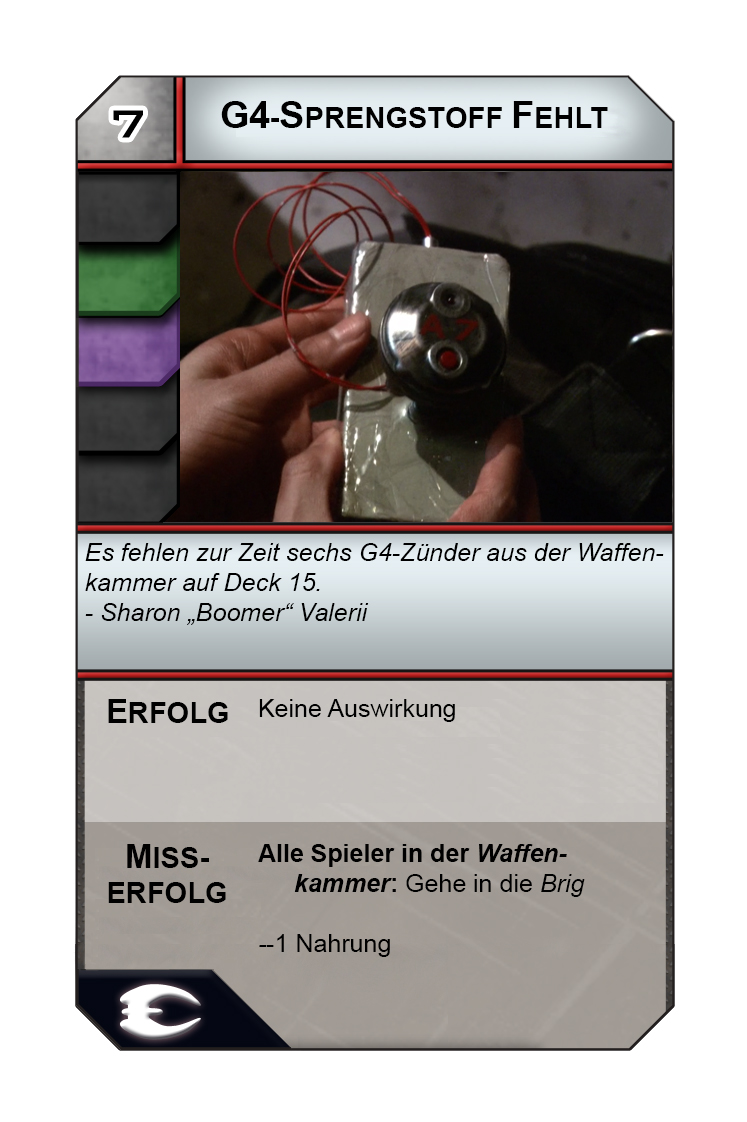 7
G4-SPRENGSTOFF FEHLT
A7
Es fehlen zur Zeit sechs G4-Zünder aus der Waffen-
kammer auf Deck 15.
- Sharon „Boomer“ Valerii
ERFOLG
Keine Auswirkung
MISS-
ERFOLG
Alle Spieler in der Waffen-
kammer: Gehe in die Brig
--1 Nahrung